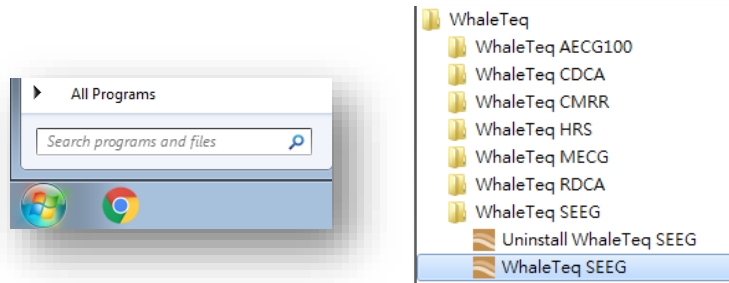 All Programs
Search programs and files
WhaleTeq
WhaleTeq AECG100
WhaleTeq CDCA
WhaleTeq CMRR
WhaleTeq HRS
WhaleTeq MECG
WhaleTeq RDCA
WhaleTeq SEEG
Uninstall WhaleTeq SEEG
WhaleTeq SEEG